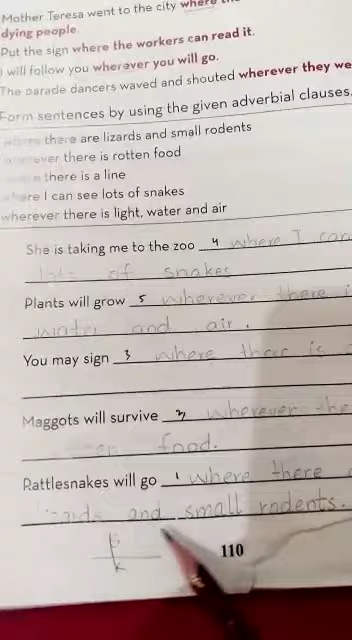 Mother Teresa went to the city where the
dying people.
Put the sign where the workers can read it.
I will follow you wherever you will go.
The parade dancers waved and shouted wherever they we
Form sentences by using the given adverbial clauses.
where there are lizards and small rodents
wherever there is rotten food
there is a line
where I can see lots of snakes
wherever there is light, water and air
She is taking me to the zoo 4 where I can
lots of snakes
Plants will grow 5 wherever there i
water and air.
You may sign 3 where there is
Maggots will survive 2 wherever the
food.
Rattlesnakes will go 1 where there
and small rodents.
110